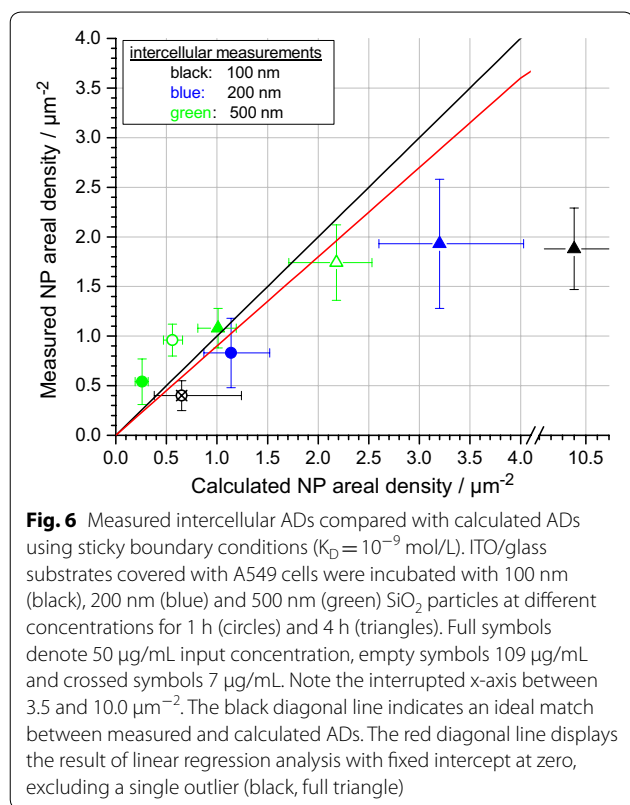 4.0
3.5
3.0
2.5
2.0
1.5
1.0
0.5
0.0
Measured NP areal density / µm-2
intercellular measurements
black: 100 nm
blue: 200 nm
green: 500 nm
0.0 0.5 1.0 1.5 2.0 2.5 3.0 3.5 4.0 10.5
Calculated NP areal density / µm-2
Fig. 6 Measured intercellular ADs compared with calculated ADs
using sticky boundary conditions (KD = 10−9 mol/L). ITO/glass
substrates covered with A549 cells were incubated with 100 nm
(black), 200 nm (blue) and 500 nm (green) SiO2 particles at different
concentrations for 1 h (circles) and 4 h (triangles). Full symbols
denote 50 µg/mL input concentration, empty symbols 109 µg/mL
and crossed symbols 7 µg/mL. Note the interrupted x-axis between
3.5 and 10.0 µm−2. The black diagonal line indicates an ideal match
between measured and calculated ADs. The red diagonal line displays
the result of linear regression analysis with fixed intercept at zero,
excluding a single outlier (black, full triangle)